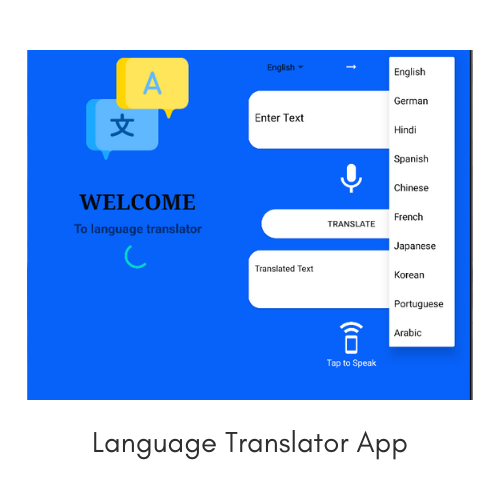 A
文
WELCOME
To language translator
English
Enter Text
TRANSLATE
Translated Text
Tap to Speak
English
German
Hindi
Spanish
Chinese
French
Japanese
Korean
Portuguese
Arabic
Language Translator App